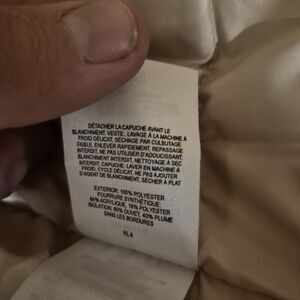 DÉTACHER LA CAPUCHE AVANT LE
BLANCHIMENT. VESTE: LAVAGE À LA MACHINE À
FROID DÉLICAT, SÉCHAGE PAR CULBUTAGE
FAIBLE, ENLEVER RAPIDEMENT. REPASSAGE
INTERDIT, NE PAS UTILISER D'ADOUCISSANT
BLANCHIMENT INTERDIT, NETTOYAGE À SEC
INTERDIT. CAPUCHE: LAVER EN MACHINE À
FROID, CYCLE DÉLICAT, NE PAS AJOUTER
D'AGENT DE BLANCHIMENT, SÉCHER À PLAT
EXTERIOR: 100% POLYESTER
FOURRURE SYNTHÉTIQUE:
84% ACRYLIQUE, 16% POLYESTER
ISOLATION: 60% DUVET, 40% PLUME
SANS LES BORDURES
KL4